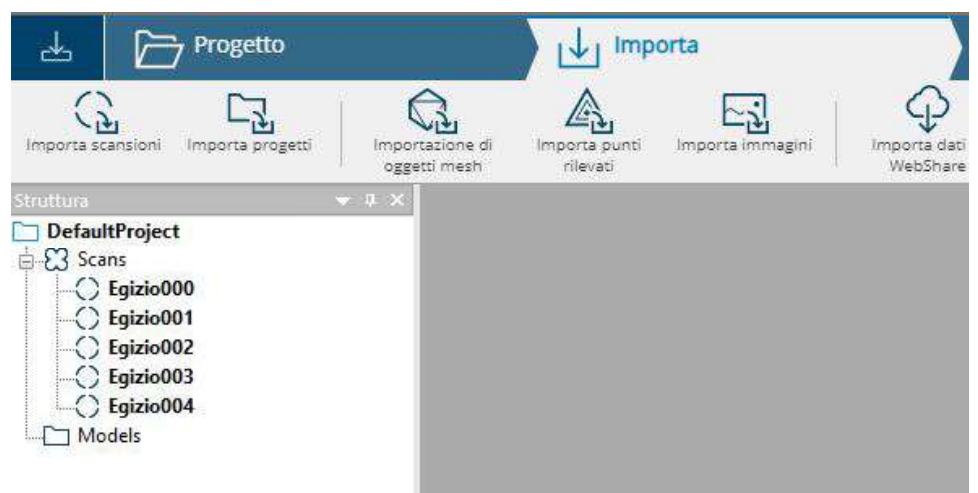 Progetto
Importa
Importa scansioni
Importa progetti
Importazione di
oggetti mesh
Importa punti
rilevati
Importa immagini
Importa dati
WebShare
Struttura
DefaultProject
Scans
Egizio000
Egizio001
Egizio002
Egizio003
Egizio004
Models